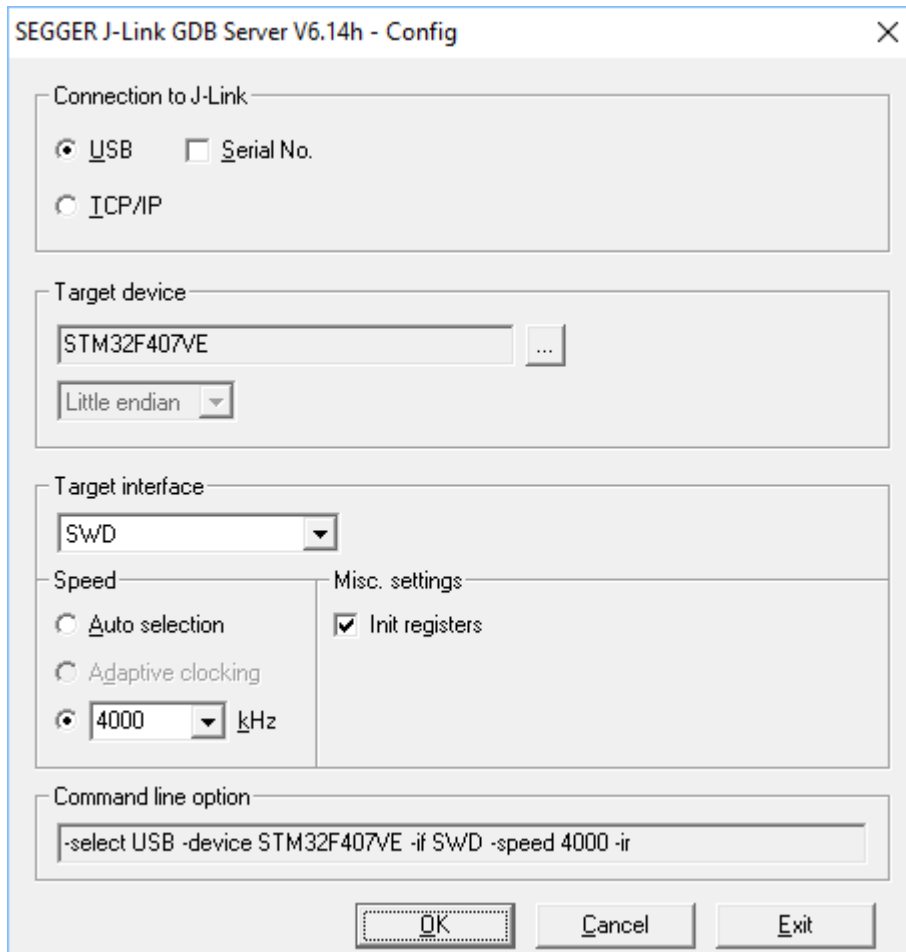 SEGGER J-Link GDB Server V6.14h - Config
Connection to J-Link
USB Serial No.
TCP/IP
Target device
STM32F407VE ...
Little endian
Target interface
SWD
Speed Misc. settings
Auto selection Init registers
Adaptive clocking
4000 kHz
Command line option
-select USB -device STM32F407VE -if SWD -speed 4000 -ir
OK Cancel Exit